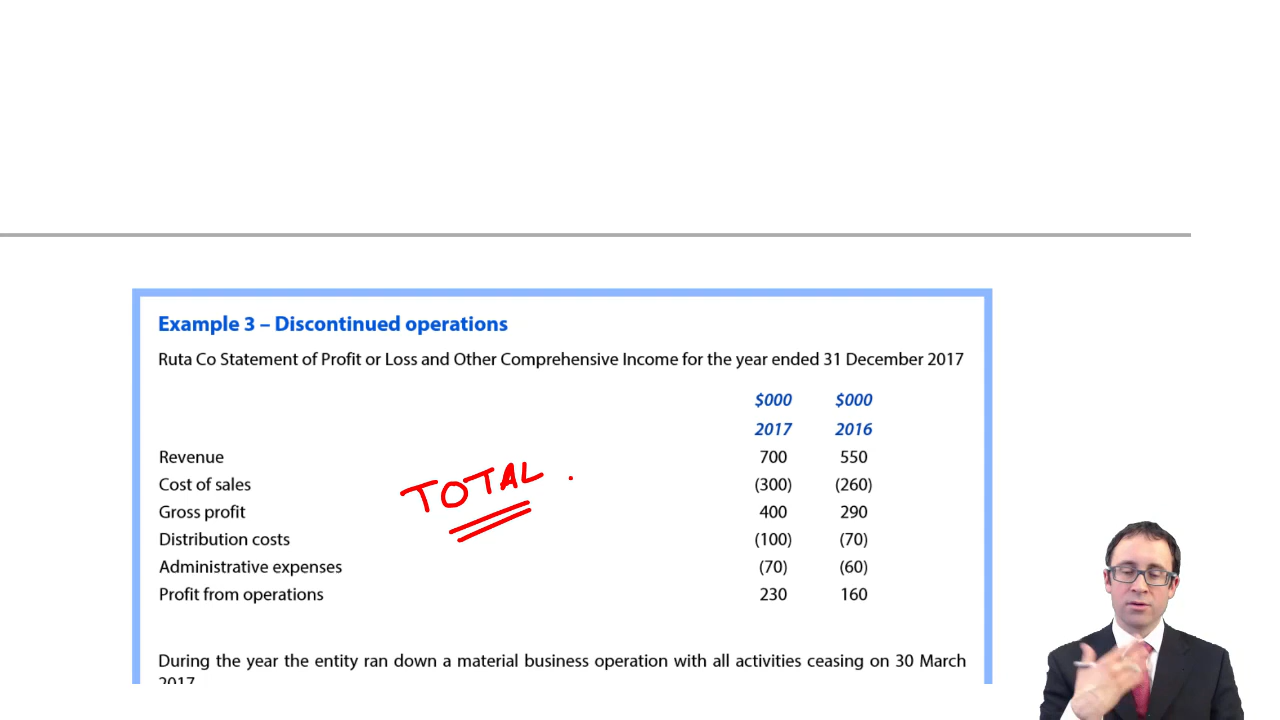 Example 3 – Discontinued operations
Ruta Co Statement of Profit or Loss and Other Comprehensive Income for the year ended 31 December 2017
$000 $000
2017 2016
Revenue 700 550
Cost of sales (300) (260)
TOTAL
Gross profit 400 290
Distribution costs (100) (70)
Administrative expenses (70) (60)
Profit from operations 230 160
During the year the entity ran down a material business operation with all activities ceasing on 30 March
2017